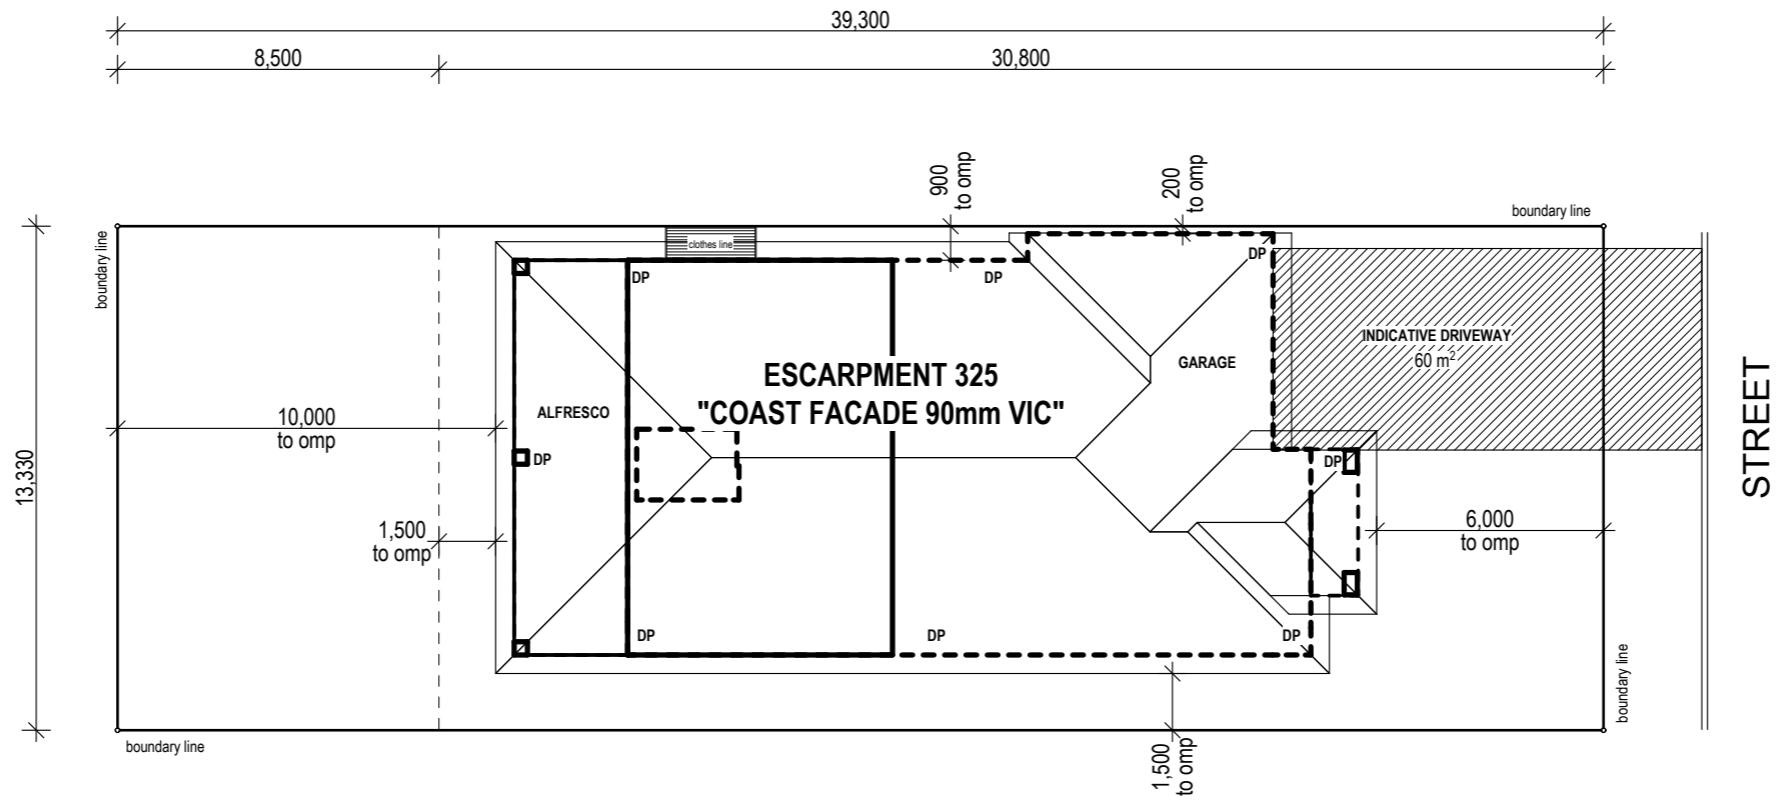 39,300
8,500
30,800
900
to omp
200
to omp
boundary line
boundary line
clothes line
DP
DP
DP
INDICATIVE DRIVEWAY
60 m²
GARAGE
ESCARPMENT 325
"COAST FACADE 90mm VIC"
STREET
10,000
to omp
ALFRESCO
DP
DP
13,330
1,500
to omp
6,000
to omp
DP
DP
DP
boundary line
boundary line
1,500
to omp